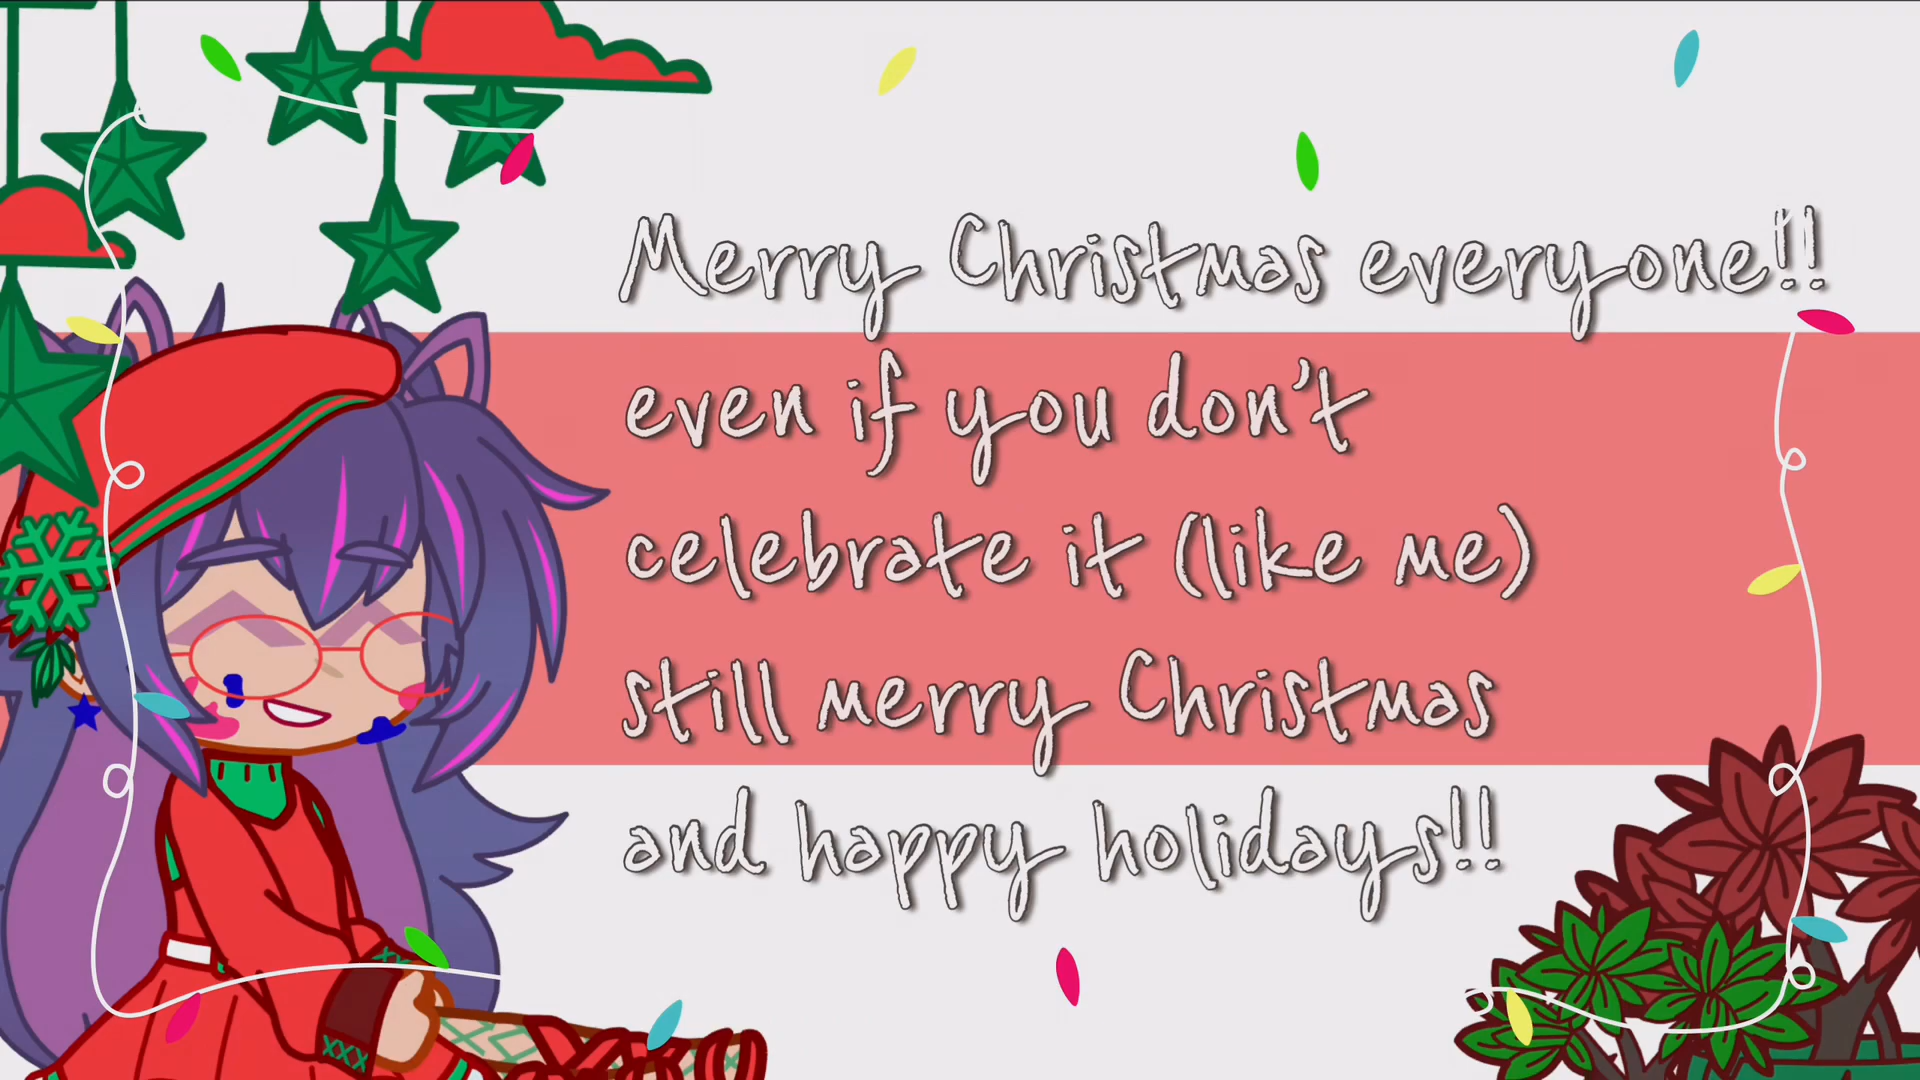 Merry Christmas everyone!!
even if you don't
celebrate it (like me)
still merry Christmas
and happy holidays!!